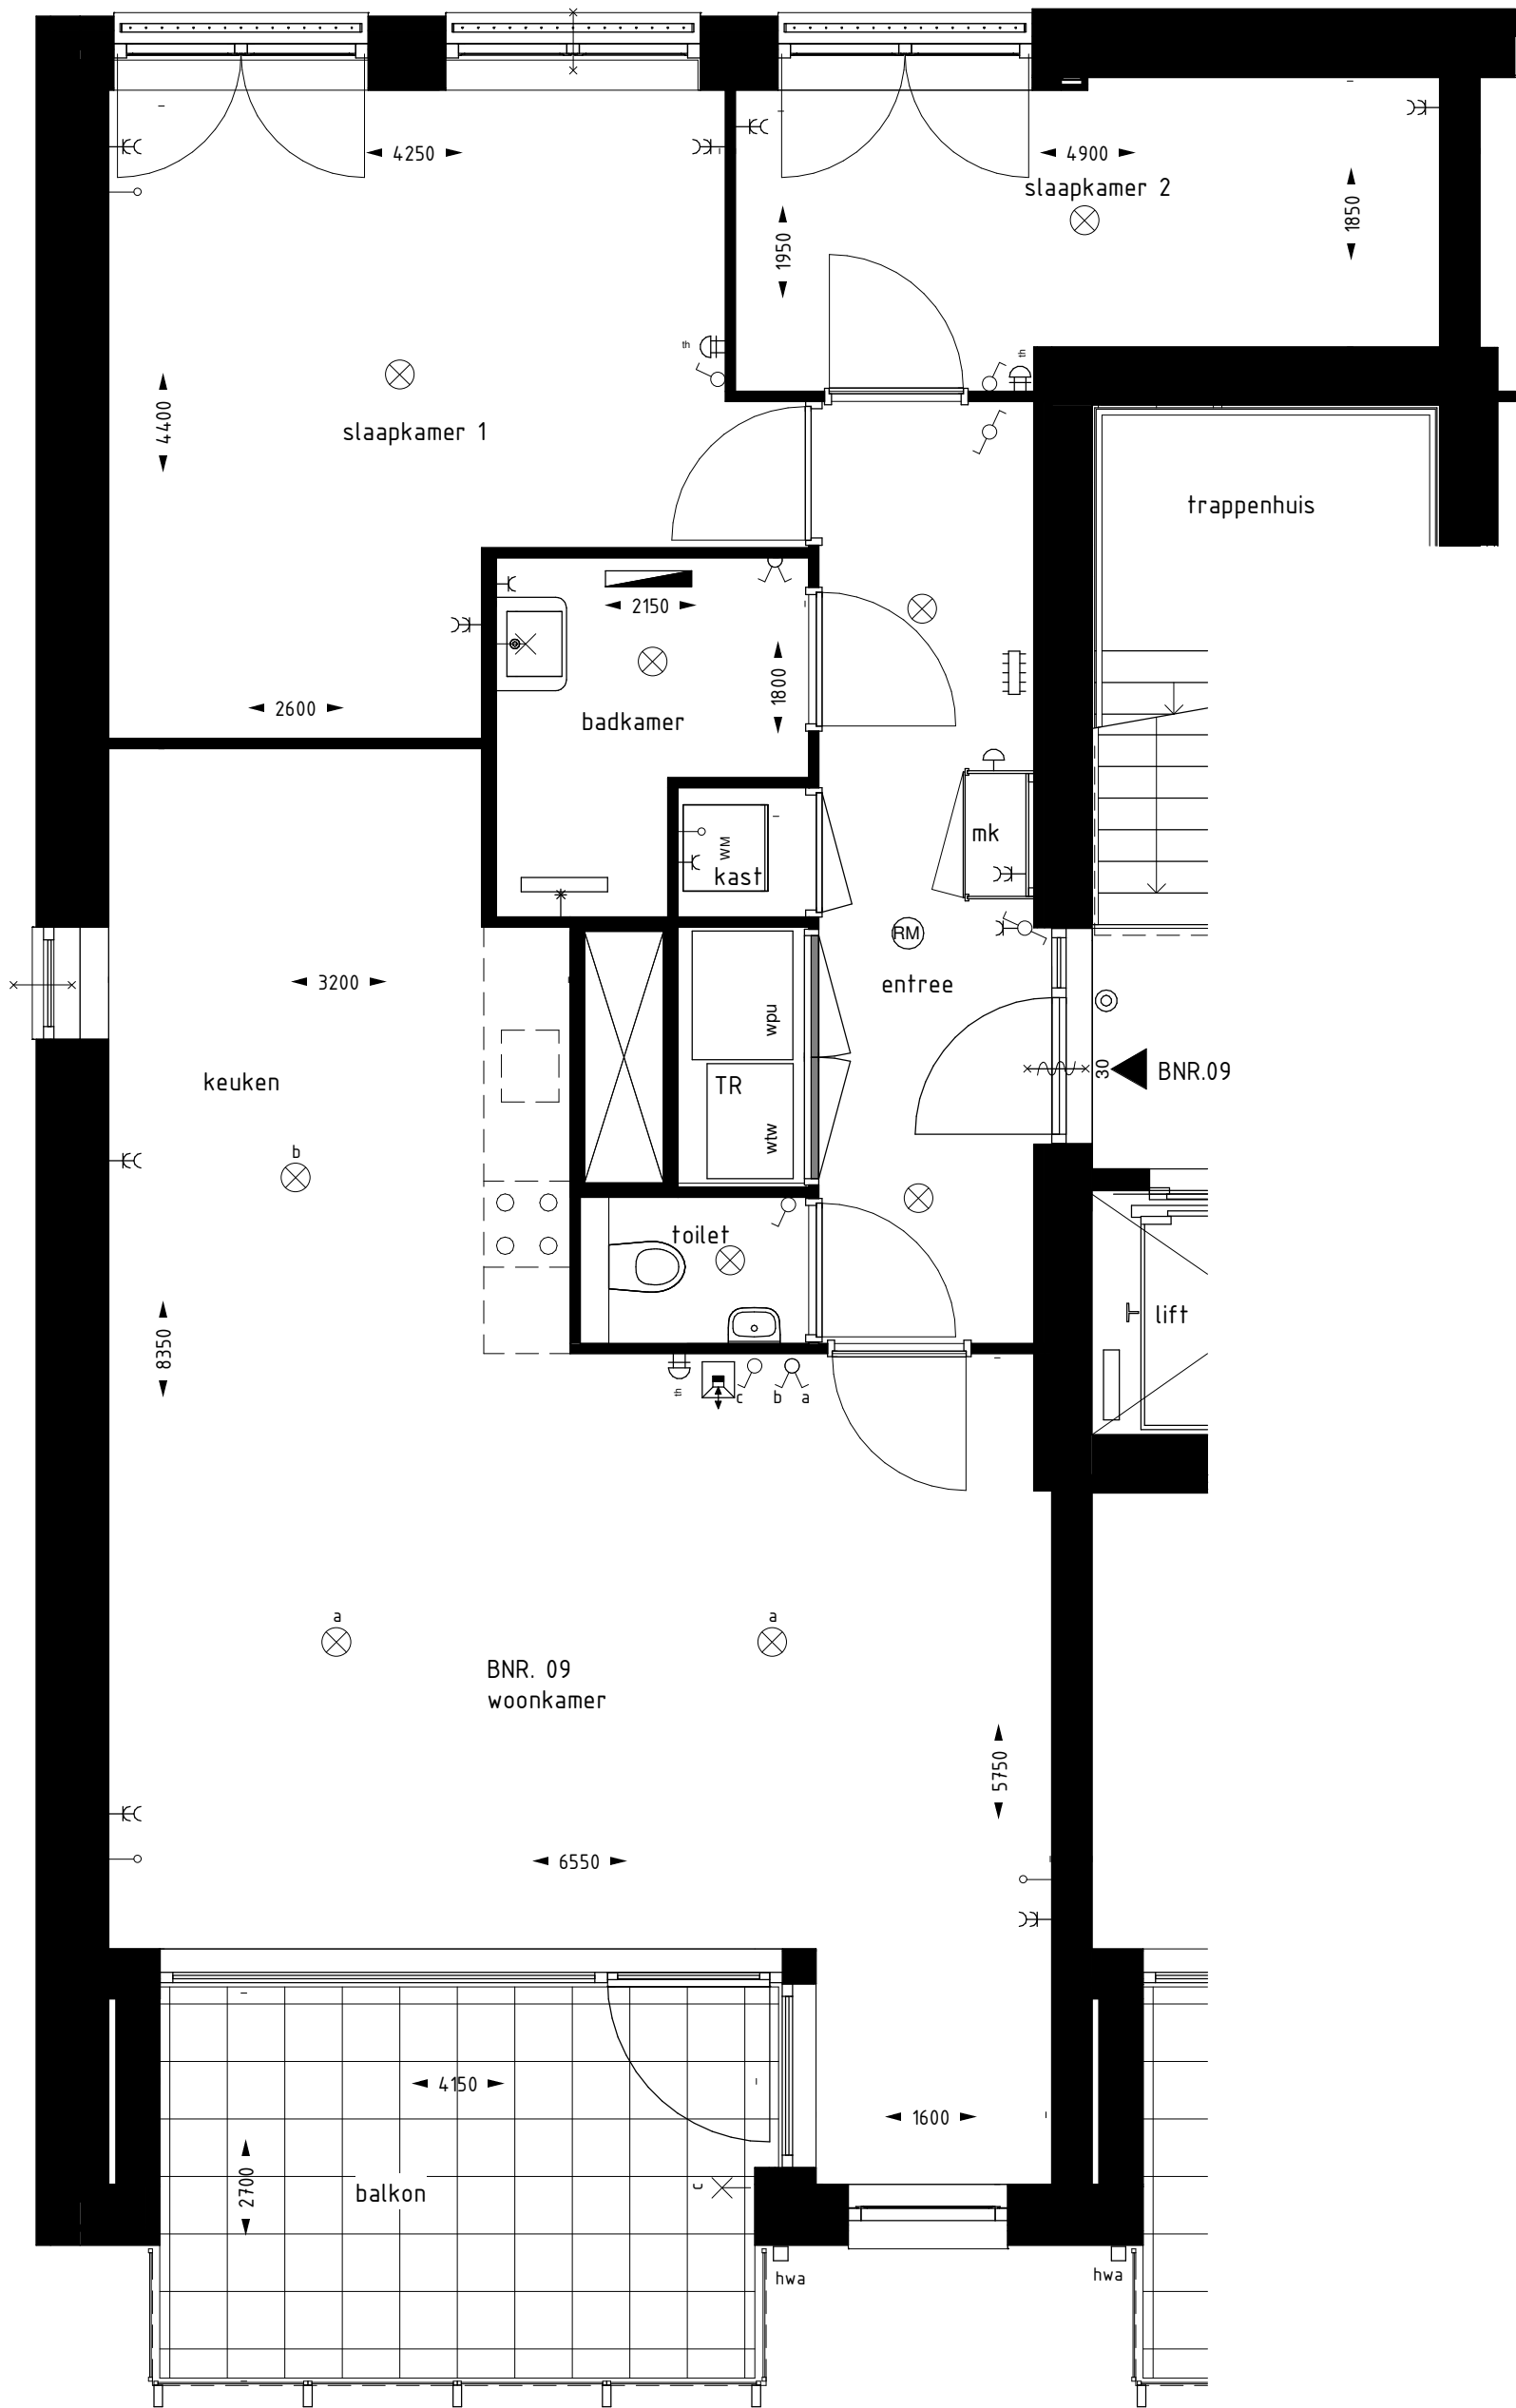 4250
4900
slaapkamer 2
1950
1850
th
th
4400
slaapkamer 1
trappenhuis
2150
1800
2600
badkamer
mk
WM
kast
RM
entree
3200
wpu
keuken
TR
30
BNR.09
wtw
b
toilet
lift
8350
th
c
b
a
a
a
BNR. 09
woonkamer
5750
6550
4150
1600
2700
balkon
c
hwa
hwa